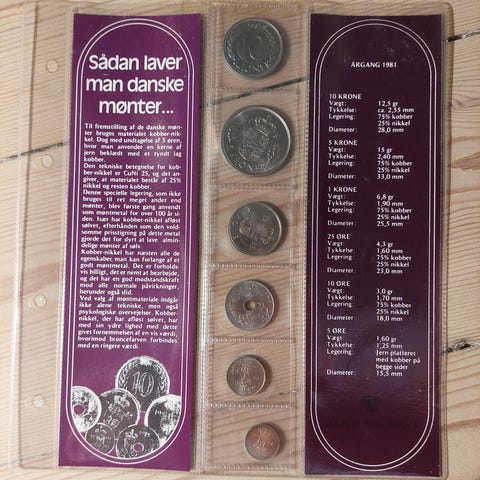 Sådan laver
man danske
mønter...
Til fremstilling af de danske møn-
ter bruges materialet kobber-nik-
kel. Dog med undtagelse af 5 øren,
hvor man anvender en kerne af
jern beklædt med et tyndt lag
kobber.
Den tekniske betegnelse for kob-
ber-nikkel er CuNi 25, og det an-
giver, at materialet består af 25%
nikkel og resten kobber.
Denne specielle legering, som ikke
bruges til ret meget andet end
mønter, blev første gang anvendt
som møntmetal for over 100 år si-
den. Især har kobber-nikkel afløst
sølvet, efterhånden som den vold-
somme prisstigning på dette metal
gjorde det for dyrt at lave almin-
delige mønter af sølv.
Kobber-nikkel har næsten alle de
egenskaber, man kan forlange af et
godt møntmetal. Det er forholds-
vis billigt, det er nemt at bearbejde,
og det har en god modstandskraft
mod alle normale påvirkninger,
herunder også slid.
Ved valg af møntmateriale indgår
ikke alene tekniske, men også
psykologiske overvejelser. Kobber-
nikkel, der har afløst sølvet, har
med sin ydre lighed med dette
givet fornemmelsen af en vis værdi,
hvorimod broncefarven forbindes
med en ringere værdi
10
10
KRONER
ÅRGANG 1981
10 KRONE
Vægt: 12,5 gr
Tykkelse: ca. 2,55 mm
Legering: 75% kobber
25% nikkel
Diameter: 28,0 mm
5 KRONE
Vægt: 15 gr
Tykkelse: 2,40 mm
Legering: 75% kobber
25% nikkel
Diameter: 33,0 mm
1 KRONE
Vægt: 6,8 gr
Tykkelse: 1,90 mm
Legering: 75% kobber
25% nikkel
Diameter: 25,5 mm
25 ØRE
Vægt: 4,3 gr
Tykkelse: 1,60 mm
Legering: 75% kobber
25% nikkel
Diameter: 23,0 mm
10 ØRE
Vægt: 3,0 gr
Tykkelse: 1,70 mm
Legering: 75% kobber
25% nikkel
Diameter: 18,0 mm
5 ØRE
Vægt: 1,60 gr
Tykkelse: 1,25 mm
Legering: Jern platteret
med kobber på
begge sider
Diameter: 15,5 mm